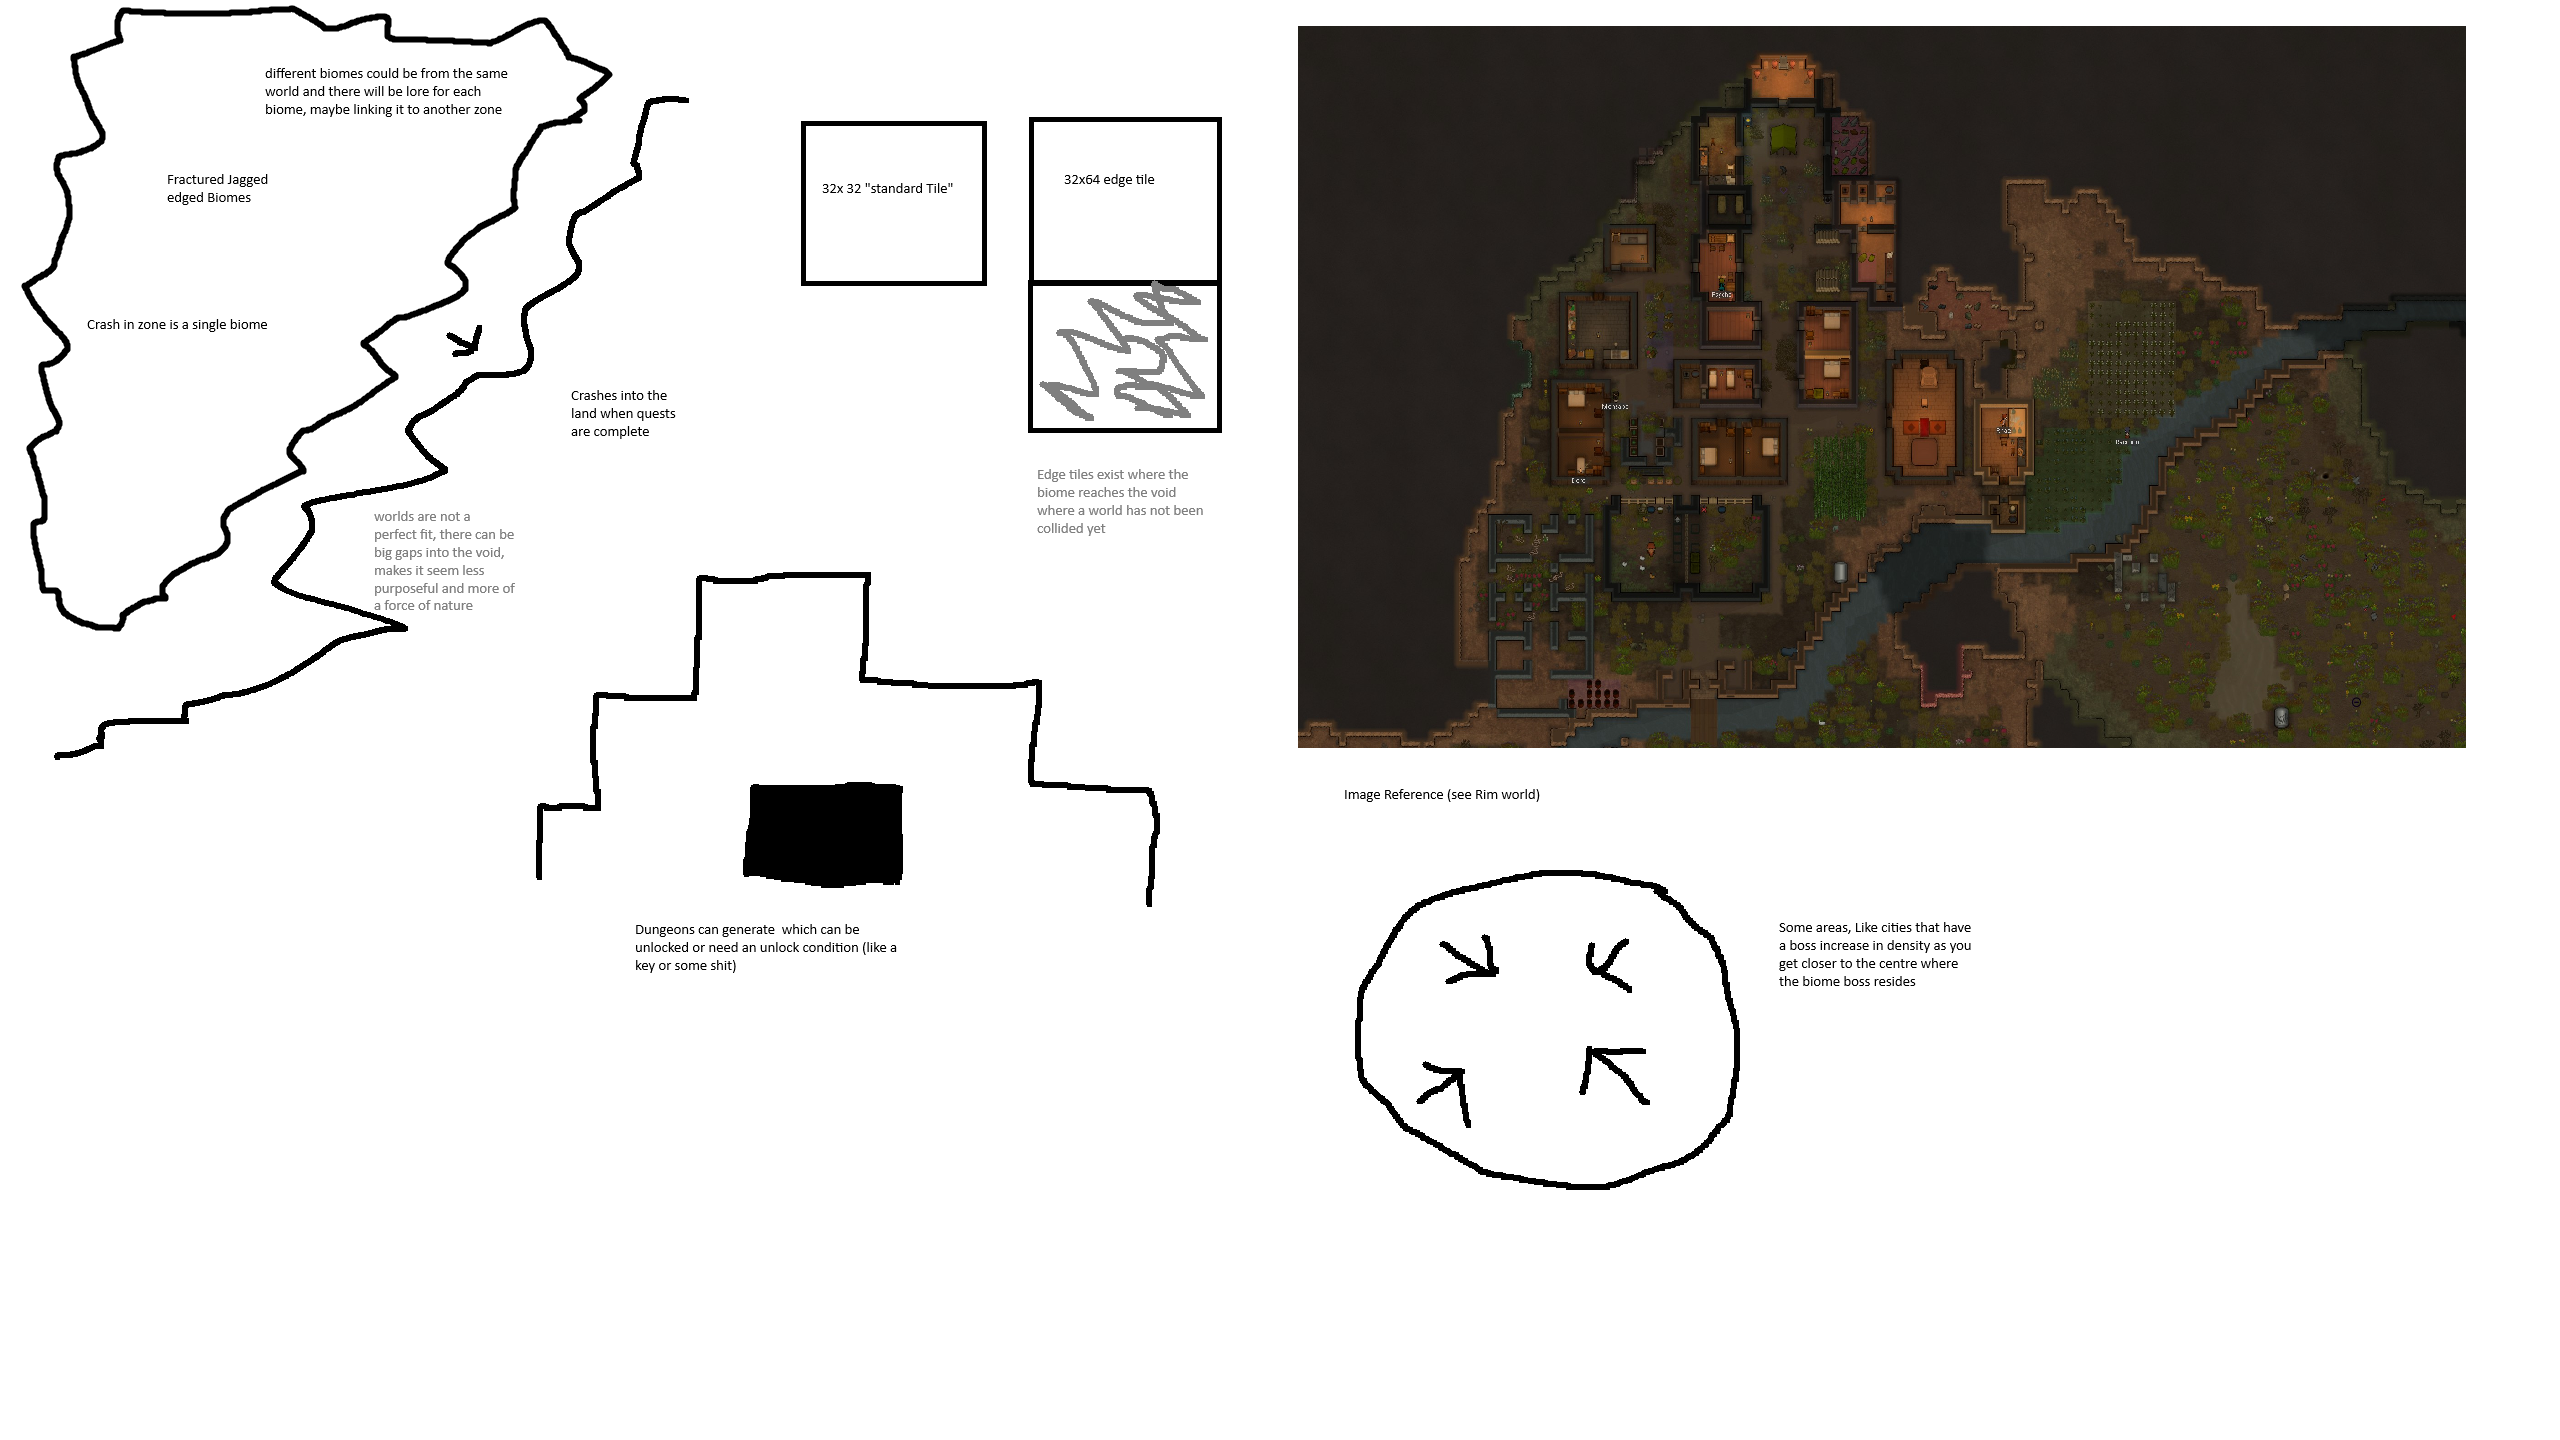 different biomes could be from the same
world and there will be lore for each
biome, maybe linking it to another zone
Fractured Jagged
edged Biomes
Crash in zone is a single biome
Crashes into the
land when quests
are complete
worlds are not a
perfect fit, there can be
big gaps into the void,
makes it seem less
purposeful and more of
a force of nature
32x 32 "standard Tile"
32x64 edge tile
Edge tiles exist where the
biome reaches the void
where a world has not been
collided yet
Dungeons can generate  which can be
unlocked or need an unlock condition (like a
key or some shit)
Image Reference (see Rim world)
Some areas, Like cities that have
a boss increase in density as you
get closer to the centre where
the biome boss resides